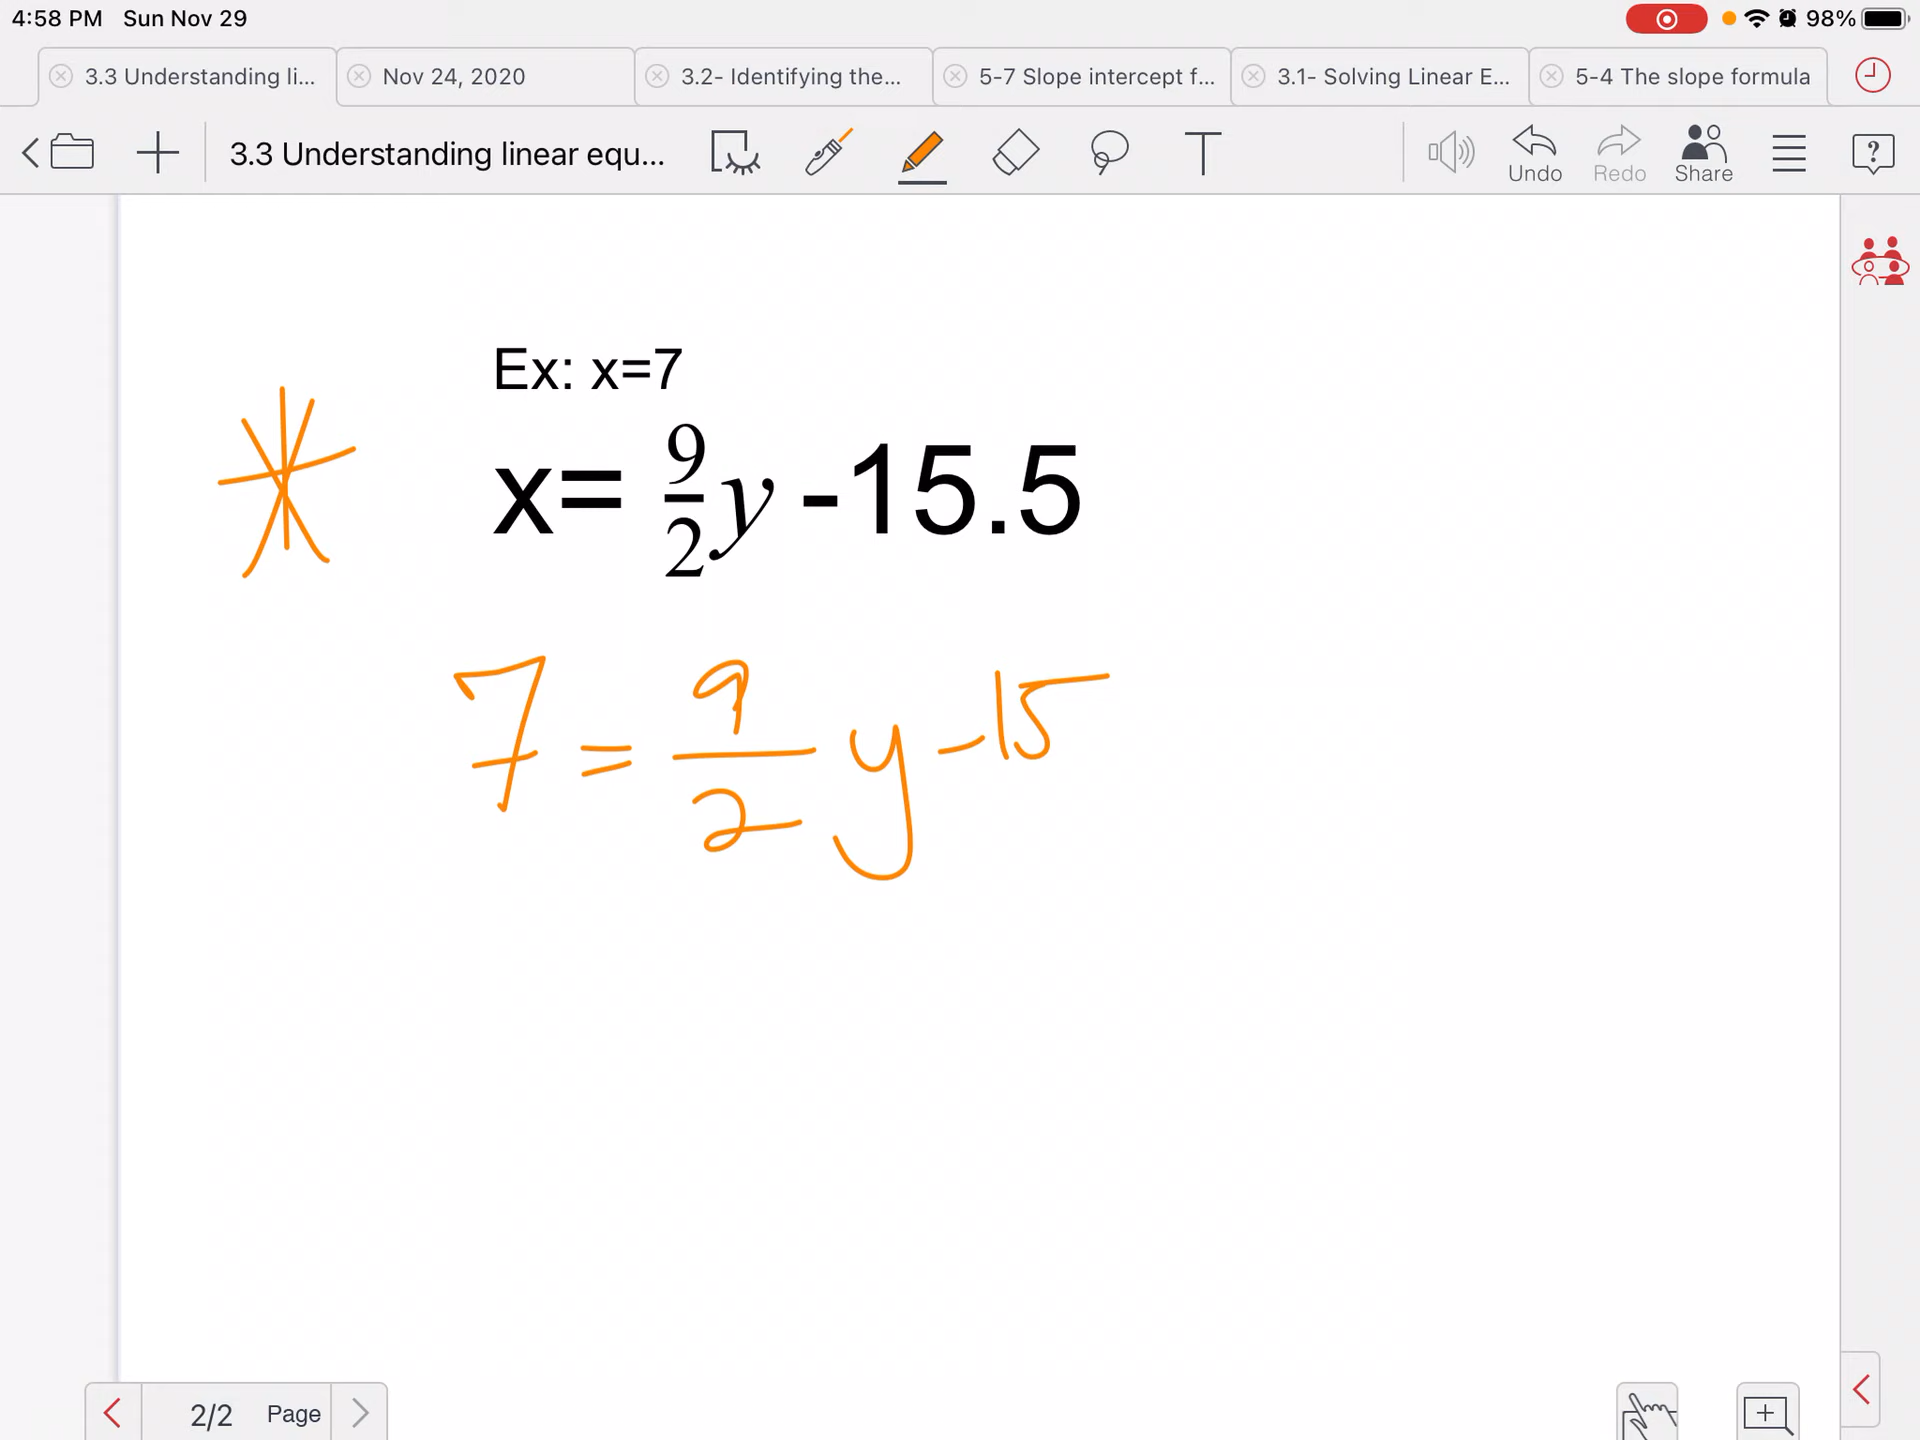 4:58 PM Sun Nov 29 98%
3.3 Understanding li... Nov 24, 2020 3.2- Identifying the... 5-7 Slope intercept f... 3.1- Solving Linear E... 5-4 The slope formula
3.3 Understanding linear equ... T Undo Redo Share ?
Ex: x=7
x= 9/2 y -15.5
7 = 9/2 y -15
2/2 Page